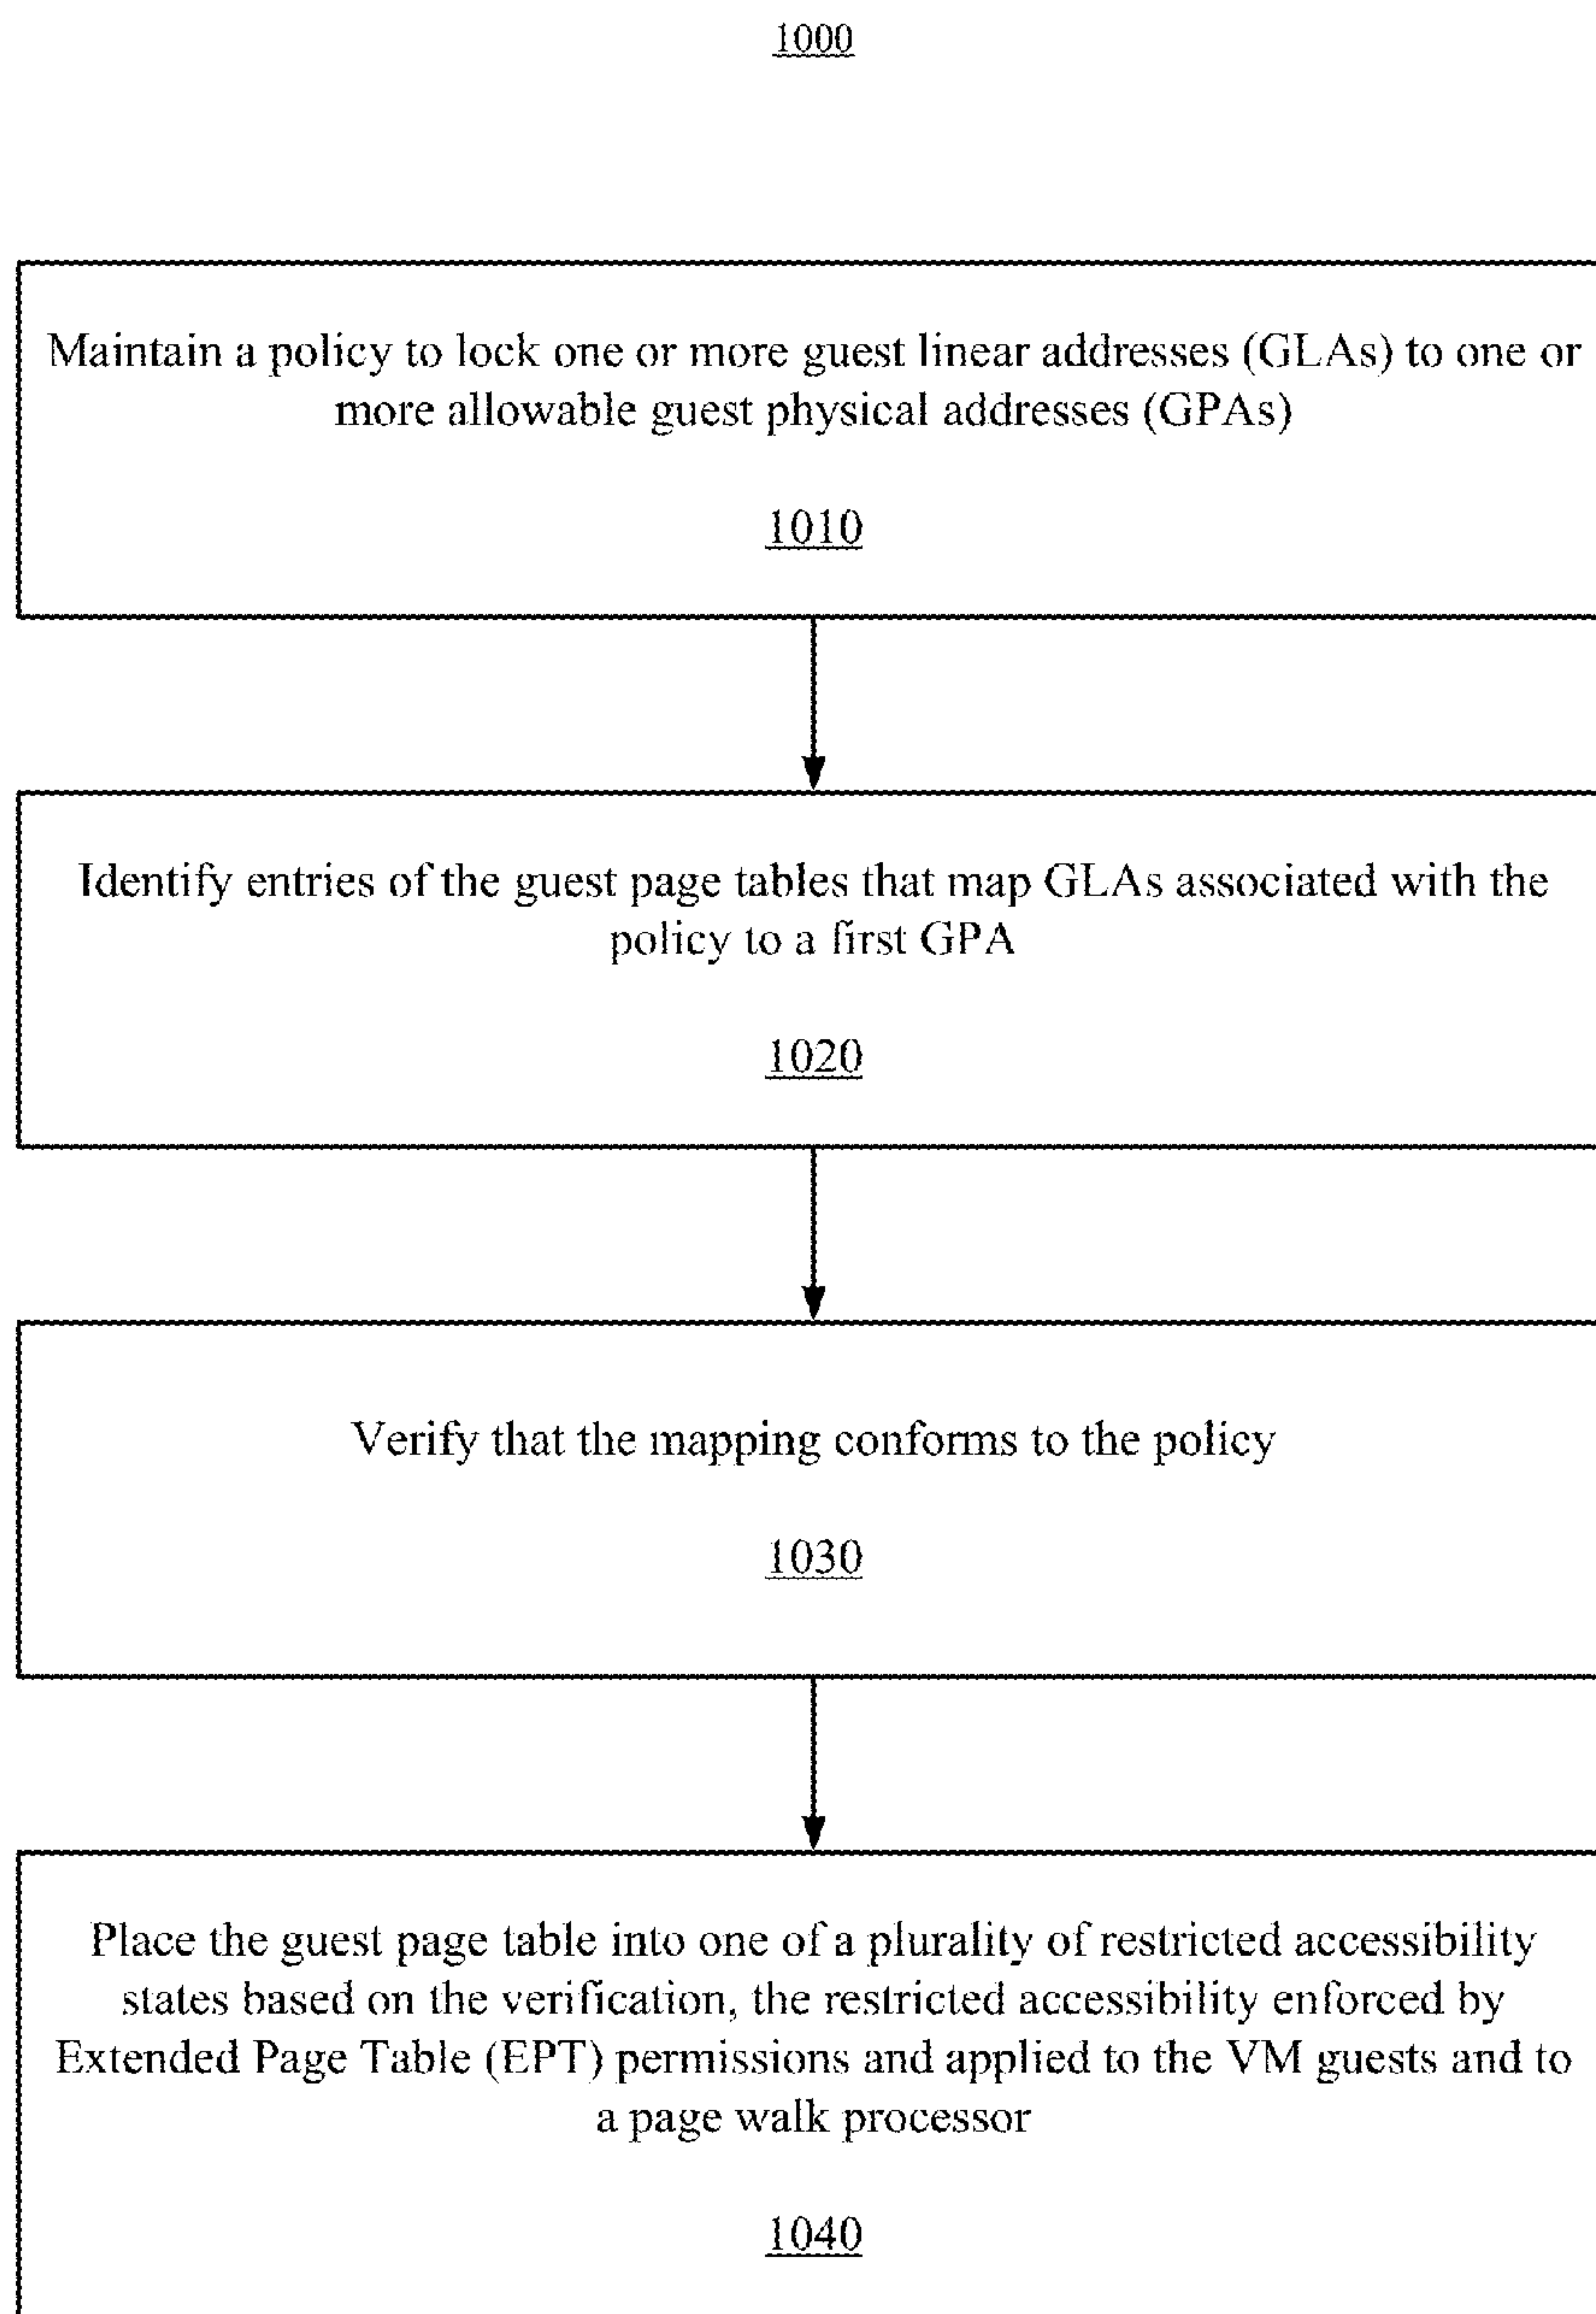 1000
Maintain a policy to lock one or more guest linear addresses (GLAs) to one or
more allowable guest physical addresses (GPAs)
1010
Identify entries of the guest page tables that map GLAs associated with the
policy to a first GPA
1020
Verify that the mapping conforms to the policy
1030
Place the guest page table into one of a plurality of restricted accessibility
states based on the verification, the restricted accessibility enforced by
Extended Page Table (EPT) permissions and applied to the VM guests and to
a page walk processor
1040